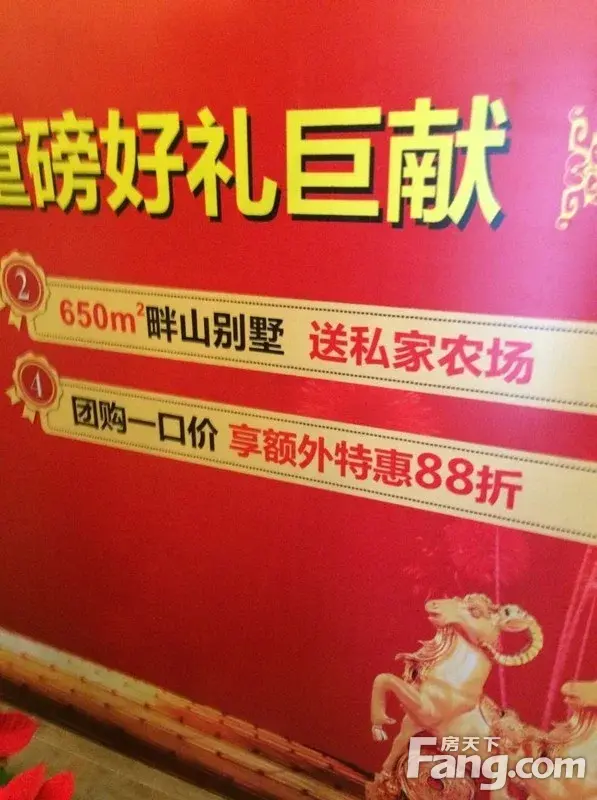 重磅好礼巨献
2 650m²畔山别墅 送私家农场
4 团购一口价 享额外特惠88折
房天下
Fang.com